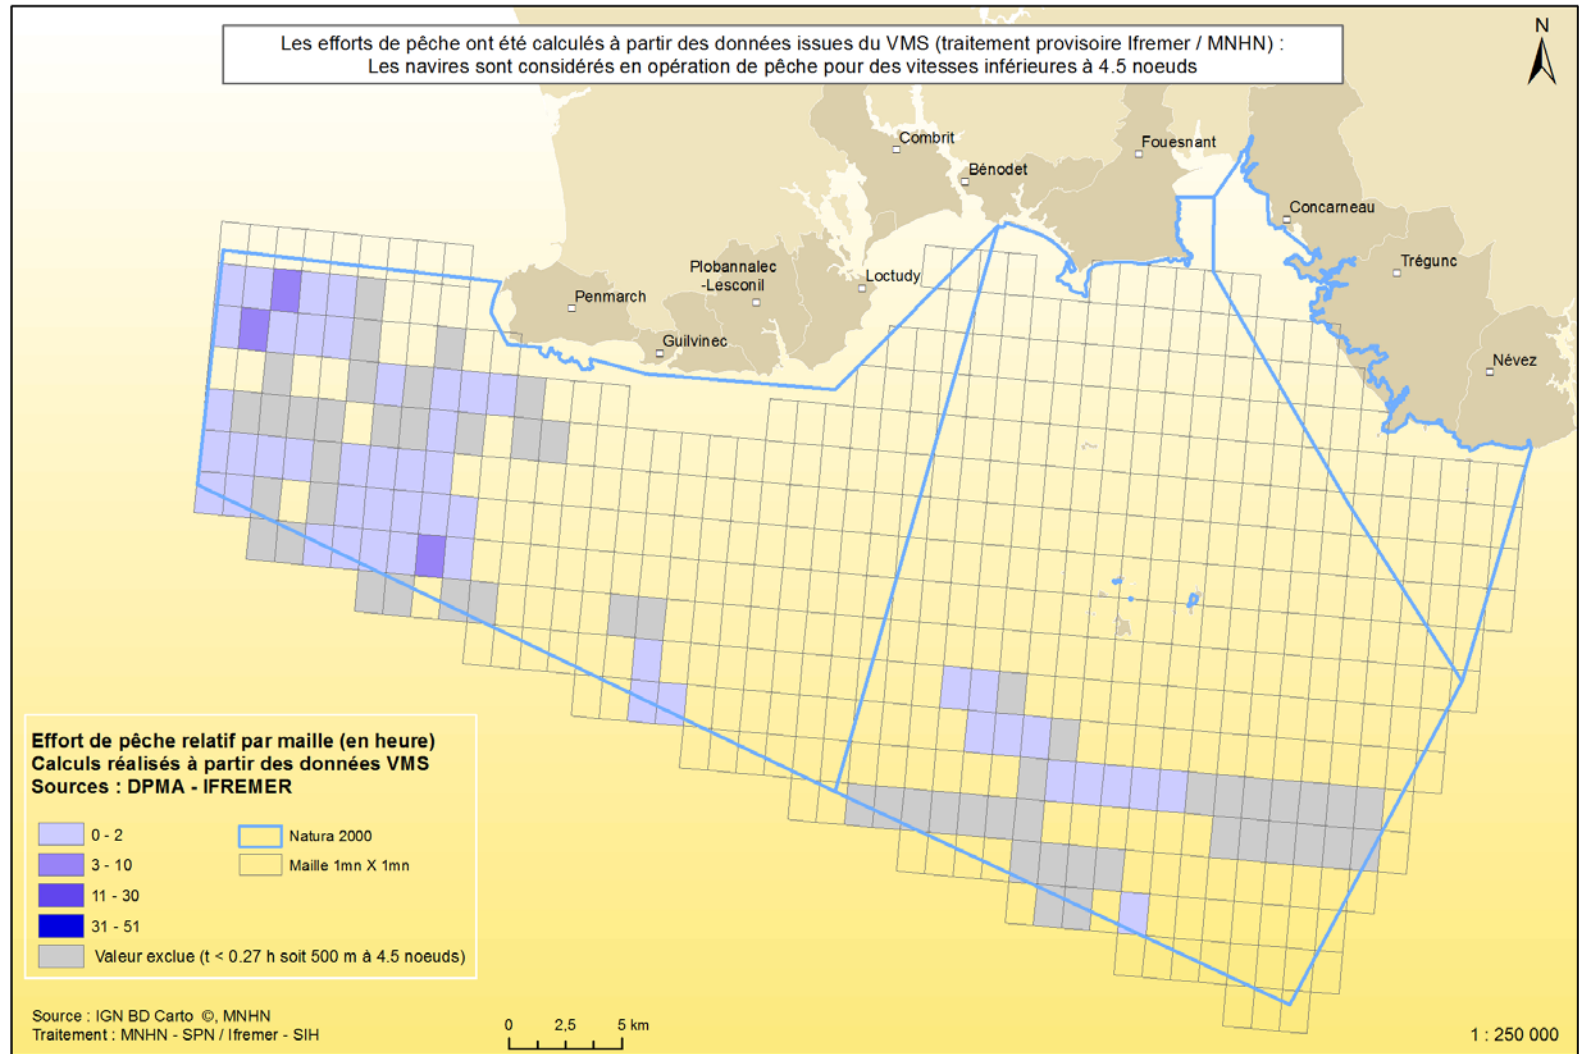 Les efforts de pêche ont été calculés à partir des données issues du VMS (traitement provisoire Ifremer / MNHN) :
Les navires sont considérés en opération de pêche pour des vitesses inférieures à 4.5 noeuds
N
Combrit
Fouesnant
Bénodet
Concarneau
Trégunc
Plobannalec
-Lesconil
Loctudy
Penmarch
Guilvinec
Névez
Effort de pêche relatif par maille (en heure)
Calculs réalisés à partir des données VMS
Sources : DPMA - IFREMER
0 - 2
Natura 2000
3 - 10
Maille 1mn X 1mn
11 - 30
31 - 51
Valeur exclue (t < 0.27 h soit 500 m à 4.5 noeuds)
Source : IGN BD Carto ©, MNHN
Traitement : MNHN - SPN / Ifremer - SIH
0 2,5 5 km
1 : 250 000